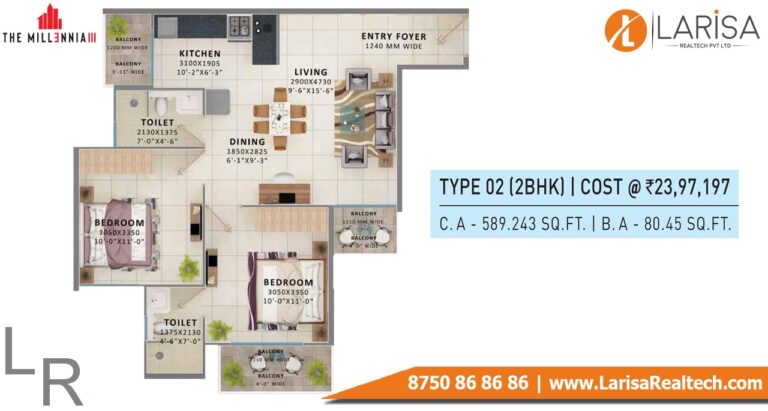 THE MILLENNIA III
BALCONY
1200 MM WIDE
BALCONY
3'-11" WIDE
KITCHEN
3100X1905
10'-2"X6'-3"
ENTRY FOYER
1240 MM WIDE
LARISA
REALTECH PVT LTD
LIVING
2900X4730
9'-6"X15'-6"
TOILET
2130X1375
7'-0"X4'-6"
DINING
1850X2825
6'-1"X9'-3"
TYPE 02 (2BHK) | COST @ ₹23,97,197
C.A - 589.243 SQ.FT. | B.A - 80.45 SQ.FT.
BEDROOM
3050X3350
10'-0"X11'-0"
BALCONY
1210 MM WIDE
BALCONY
WIDE
BEDROOM
3050X3350
10'-0"X11'-0"
TOILET
1375X2130
4'-6"X7'-0"
BALCONY
1210 MM WIDE
BALCONY
4'-0" WIDE
LR
8750 86 86 86 | www.LarisaRealtech.com